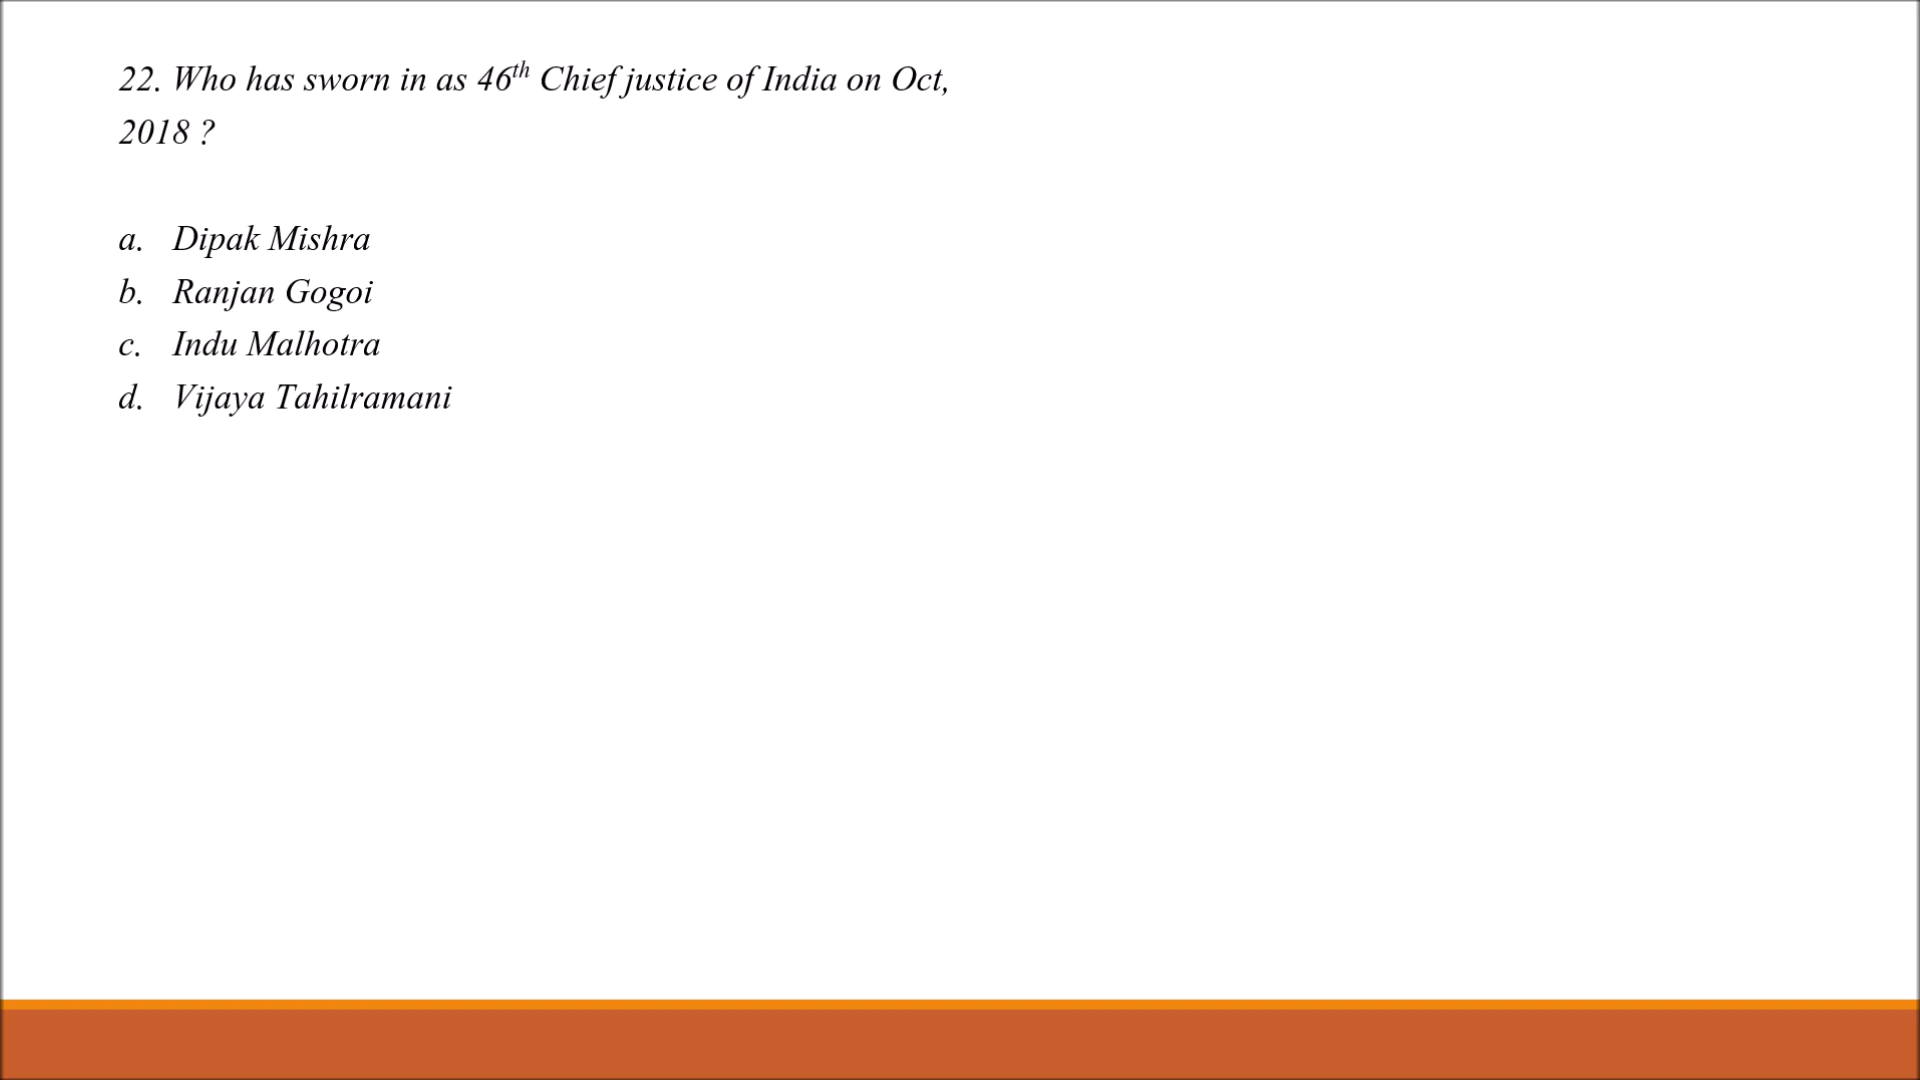 22. Who has sworn in as 46th Chief justice of India on Oct,
2018 ?
a. Dipak Mishra
b. Ranjan Gogoi
c. Indu Malhotra
d. Vijaya Tahilramani